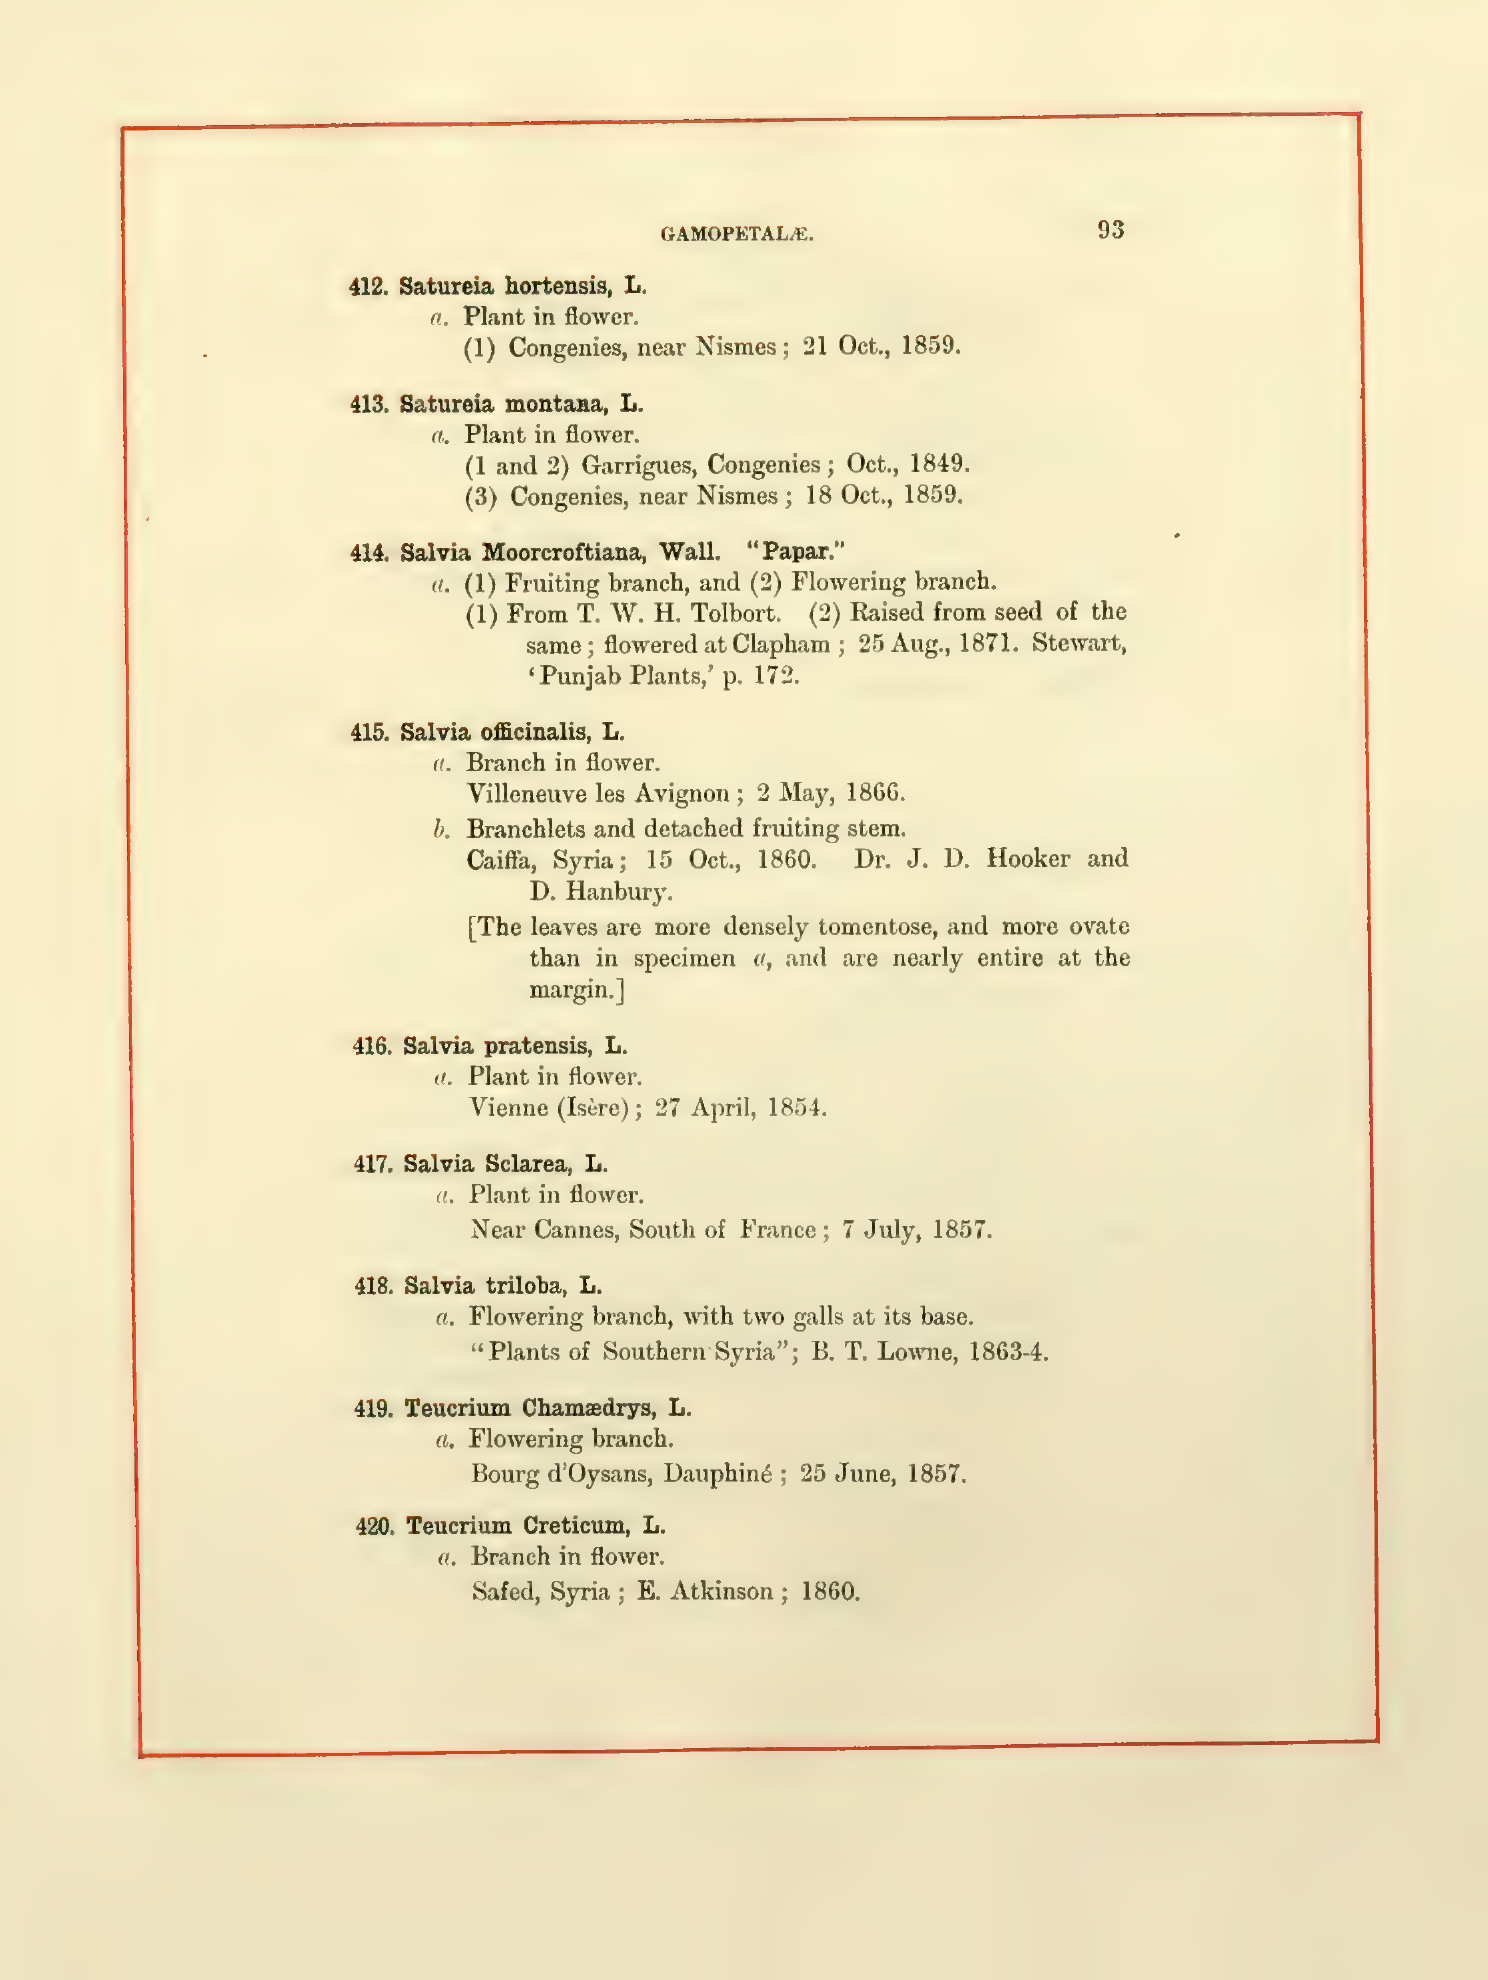 GAMOPETALÆ. 93
412. Satureia hortensis, L.
a. Plant in flower.
(1) Congenies, near Nismes; 21 Oct., 1859.
413. Satureia montana, L.
a. Plant in flower.
(1 and 2) Garrigues, Congenies; Oct., 1849.
(3) Congenies, near Nismes; 18 Oct., 1859.
414. Salvia Moorcroftiana, Wall. "Papar."
a. (1) Fruiting branch, and (2) Flowering branch.
(1) From T. W. H. Tolbort. (2) Raised from seed of the
same; flowered at Clapham; 25 Aug., 1871. Stewart,
'Punjab Plants,' p. 172.
415. Salvia officinalis, L.
a. Branch in flower.
Villeneuve les Avignon; 2 May, 1866.
b. Branchlets and detached fruiting stem.
Caiffa, Syria; 15 Oct., 1860. Dr. J. D. Hooker and
D. Hanbury.
[The leaves are more densely tomentose, and more ovate
than in specimen a, and are nearly entire at the
margin.]
416. Salvia pratensis, L.
a. Plant in flower.
Vienne (Isère); 27 April, 1854.
417. Salvia Sclarea, L.
a. Plant in flower.
Near Cannes, South of France; 7 July, 1857.
418. Salvia triloba, L.
a. Flowering branch, with two galls at its base.
"Plants of Southern Syria"; B. T. Lowne, 1863-4.
419. Teucrium Chamædrys, L.
a. Flowering branch.
Bourg d'Oysans, Dauphiné; 25 June, 1857.
420. Teucrium Creticum, L.
a. Branch in flower.
Safed, Syria; E. Atkinson; 1860.